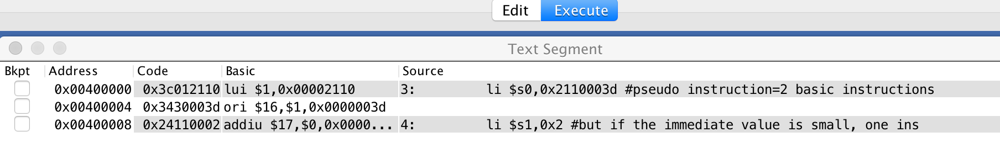 Edit Execute
Text Segment
Bkpt Address Code Basic Source
0x00400000 0x3c012110 lui $1,0x00002110 3: li $s0,0x2110003d #pseudo instruction=2 basic instructions
0x00400004 0x3430003d ori $16,$1,0x0000003d
0x00400008 0x24110002 addiu $17,$0,0x0000... 4: li $s1,0x2 #but if the immediate value is small, one ins